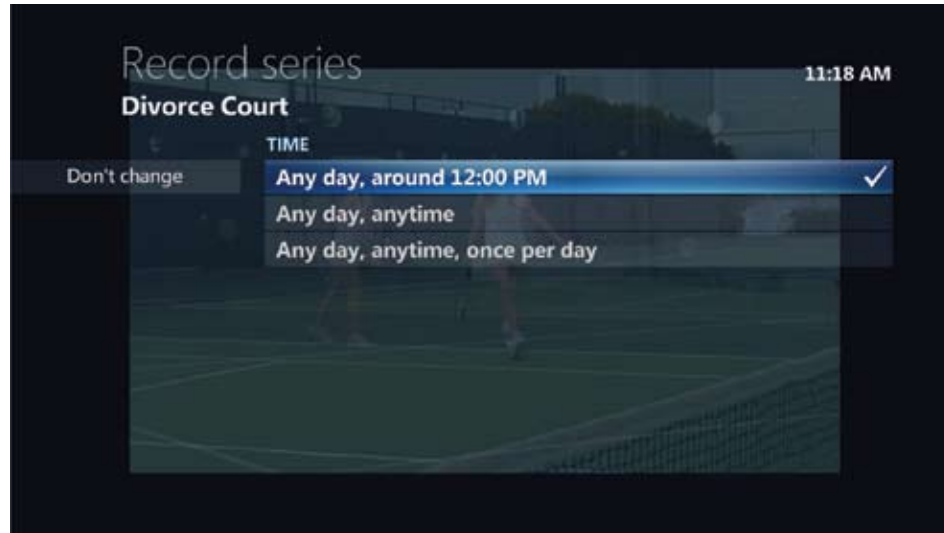 Record series
11:18 AM
Divorce Court
TIME
Don't change
Any day, around 12:00 PM
Any day, anytime
Any day, anytime, once per day